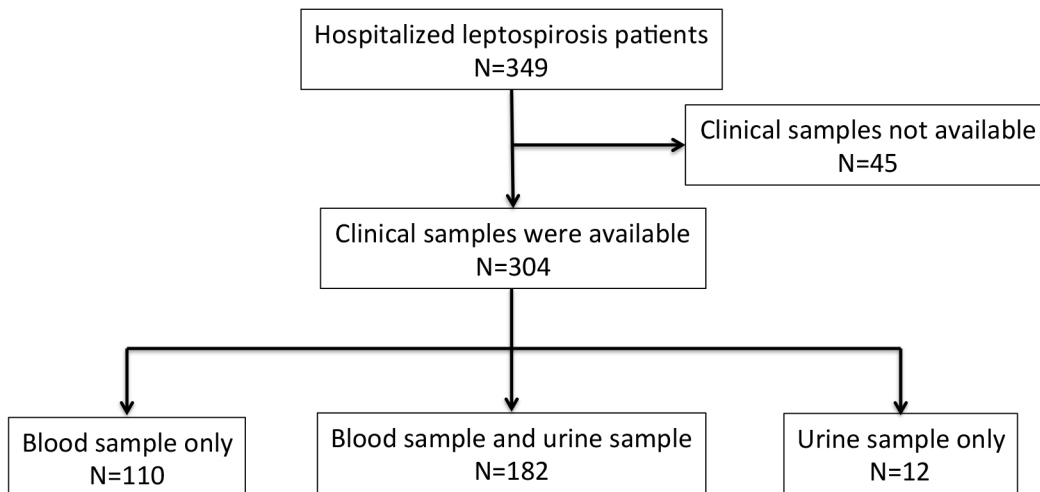 Hospitalized leptospirosis patients
N=349
Clinical samples not available
N=45
Clinical samples were available
N=304
Blood sample only
N=110
Blood sample and urine sample
N=182
Urine sample only
N=12